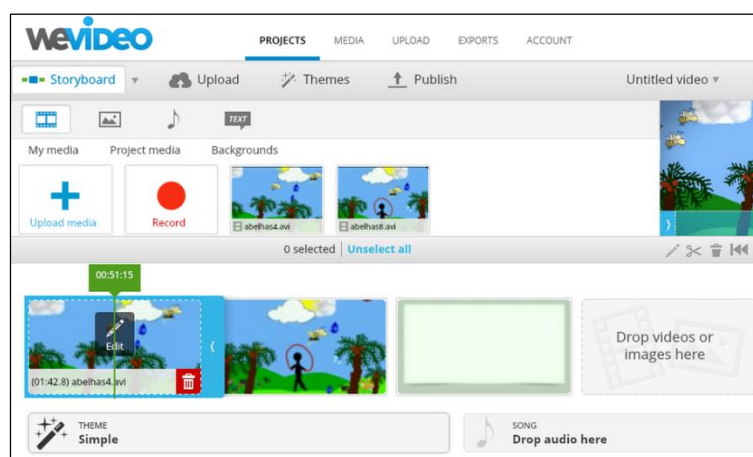 WEVIDEO
PROJECTS MEDIA UPLOAD EXPORTS ACCOUNT
Storyboard Upload Themes Publish Untitled video
TEXT
My media Project media Backgrounds
Upload media Record abelhas4.avi abelhas8.avi
0 selected Unselect all
00:51:15
Edit
Drop videos or
images here
(01:42.8) abelhas4.avi
THEME
Simple
SONG
Drop audio here